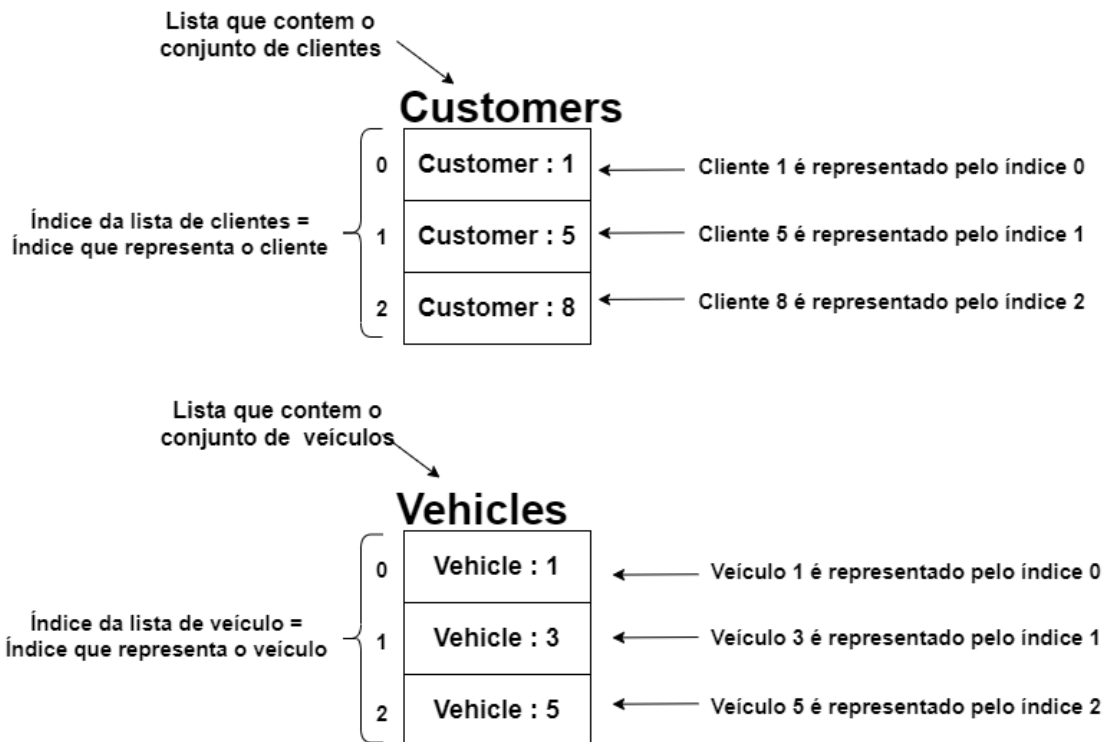 Lista que contem o
conjunto de clientes
Customers
0
Customer : 1
Cliente 1 é representado pelo índice 0
Índice da lista de clientes =
Índice que representa o cliente
1
Customer : 5
Cliente 5 é representado pelo índice 1
2
Customer : 8
Cliente 8 é representado pelo índice 2
Lista que contem o
conjunto de veículos
Vehicles
0
Vehicle : 1
Veículo 1 é representado pelo índice 0
Índice da lista de veículo =
Índice que representa o veículo
1
Vehicle : 3
Veículo 3 é representado pelo índice 1
2
Vehicle : 5
Veículo 5 é representado pelo índice 2